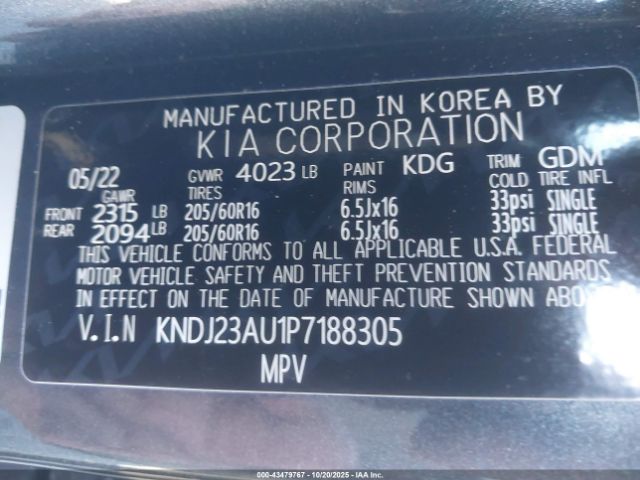 MANUFACTURED IN KOREA BY
KIA CORPORATION
05/22 GVWR 4023 LB PAINT KDG TRIM GDM
GAWR TIRES RIMS COLD TIRE INFL
FRONT 2315 LB 205/60R16 6.5Jx16 33psi SINGLE
REAR 2094 LB 205/60R16 6.5Jx16 33psi SINGLE
THIS VEHICLE CONFORMS TO ALL APPLICABLE U.S.A. FEDERAL
MOTOR VEHICLE SAFETY AND THEFT PREVENTION STANDARDS
IN EFFECT ON THE DATE OF MANUFACTURE SHOWN
V.I.N KNDJ23AU1P7188305
MPV
000-43479767 - 10/20/2025 - IAAI.COM